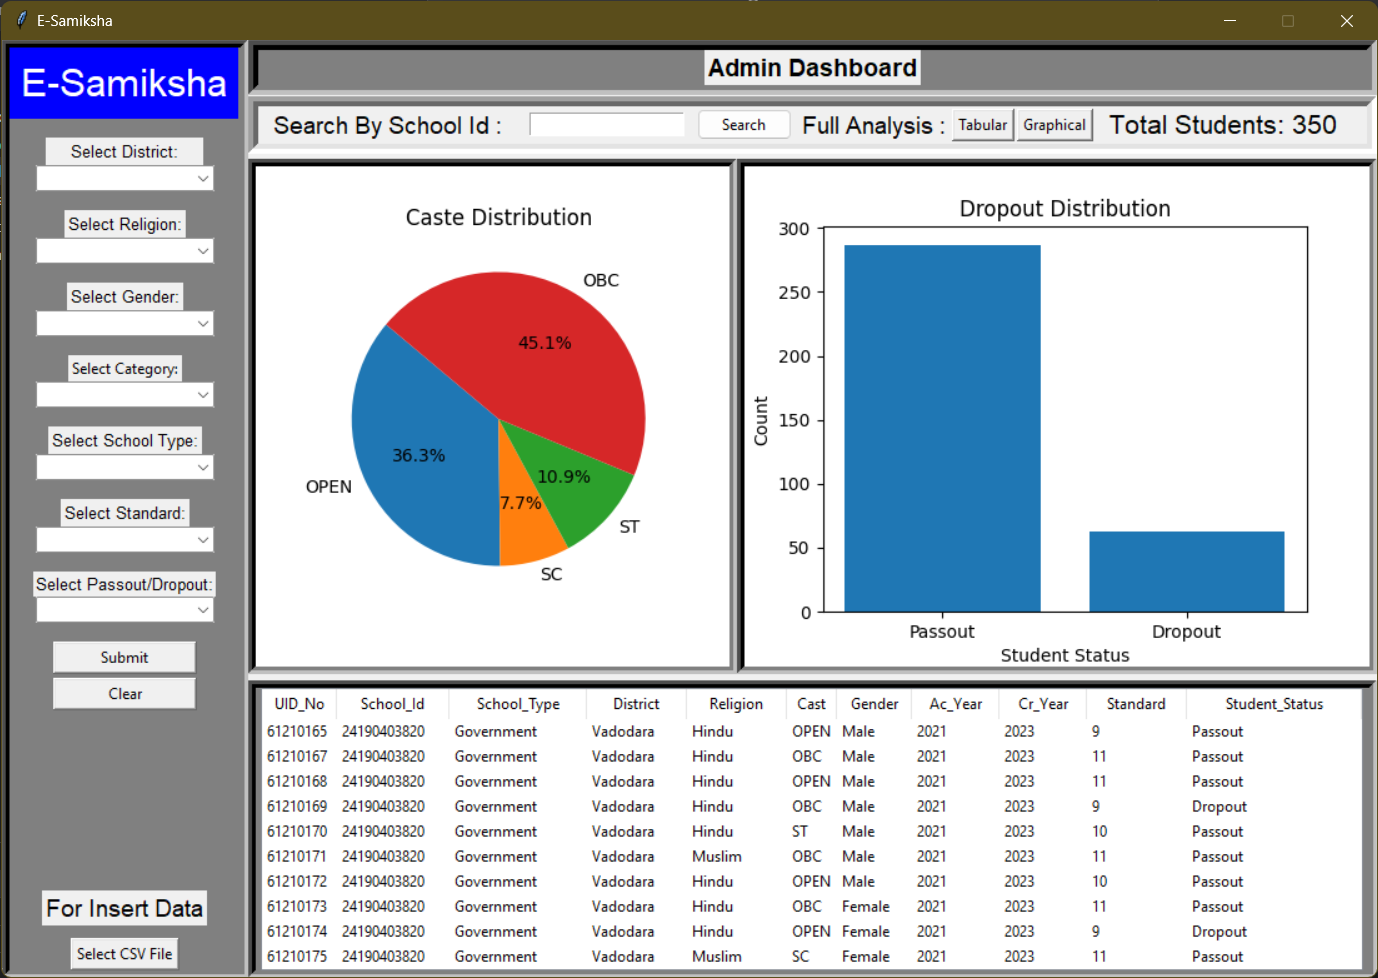 E-Samiksha
E-Samiksha
Select District:
Select Religion:
Select Gender:
Select Category:
Select School Type:
Select Standard:
Select Passout/Dropout:
Submit
Clear
For Insert Data
Select CSV File
Admin Dashboard
Search By School Id : Search Full Analysis : Tabular Graphical Total Students: 350
Caste Distribution
OBC
45.1%
36.3%
OPEN
10.9%
7.7%
ST
SC
Dropout Distribution
300
250
200
150
100
50
0
Count
Passout Dropout
Student Status
UID_No School_Id School_Type District Religion Cast Gender Ac_Year Cr_Year Standard Student_Status
61210165 24190403820 Government Vadodara Hindu OPEN Male 2021 2023 9 Passout
61210167 24190403820 Government Vadodara Hindu OBC Male 2021 2023 11 Passout
61210168 24190403820 Government Vadodara Hindu OPEN Male 2021 2023 11 Passout
61210169 24190403820 Government Vadodara Hindu OBC Male 2021 2023 9 Dropout
61210170 24190403820 Government Vadodara Hindu ST Male 2021 2023 10 Passout
61210171 24190403820 Government Vadodara Muslim OBC Male 2021 2023 11 Passout
61210172 24190403820 Government Vadodara Hindu OPEN Male 2021 2023 10 Passout
61210173 24190403820 Government Vadodara Hindu OBC Female 2021 2023 11 Passout
61210174 24190403820 Government Vadodara Hindu OPEN Female 2021 2023 9 Dropout
61210175 24190403820 Government Vadodara Muslim SC Female 2021 2023 11 Passout